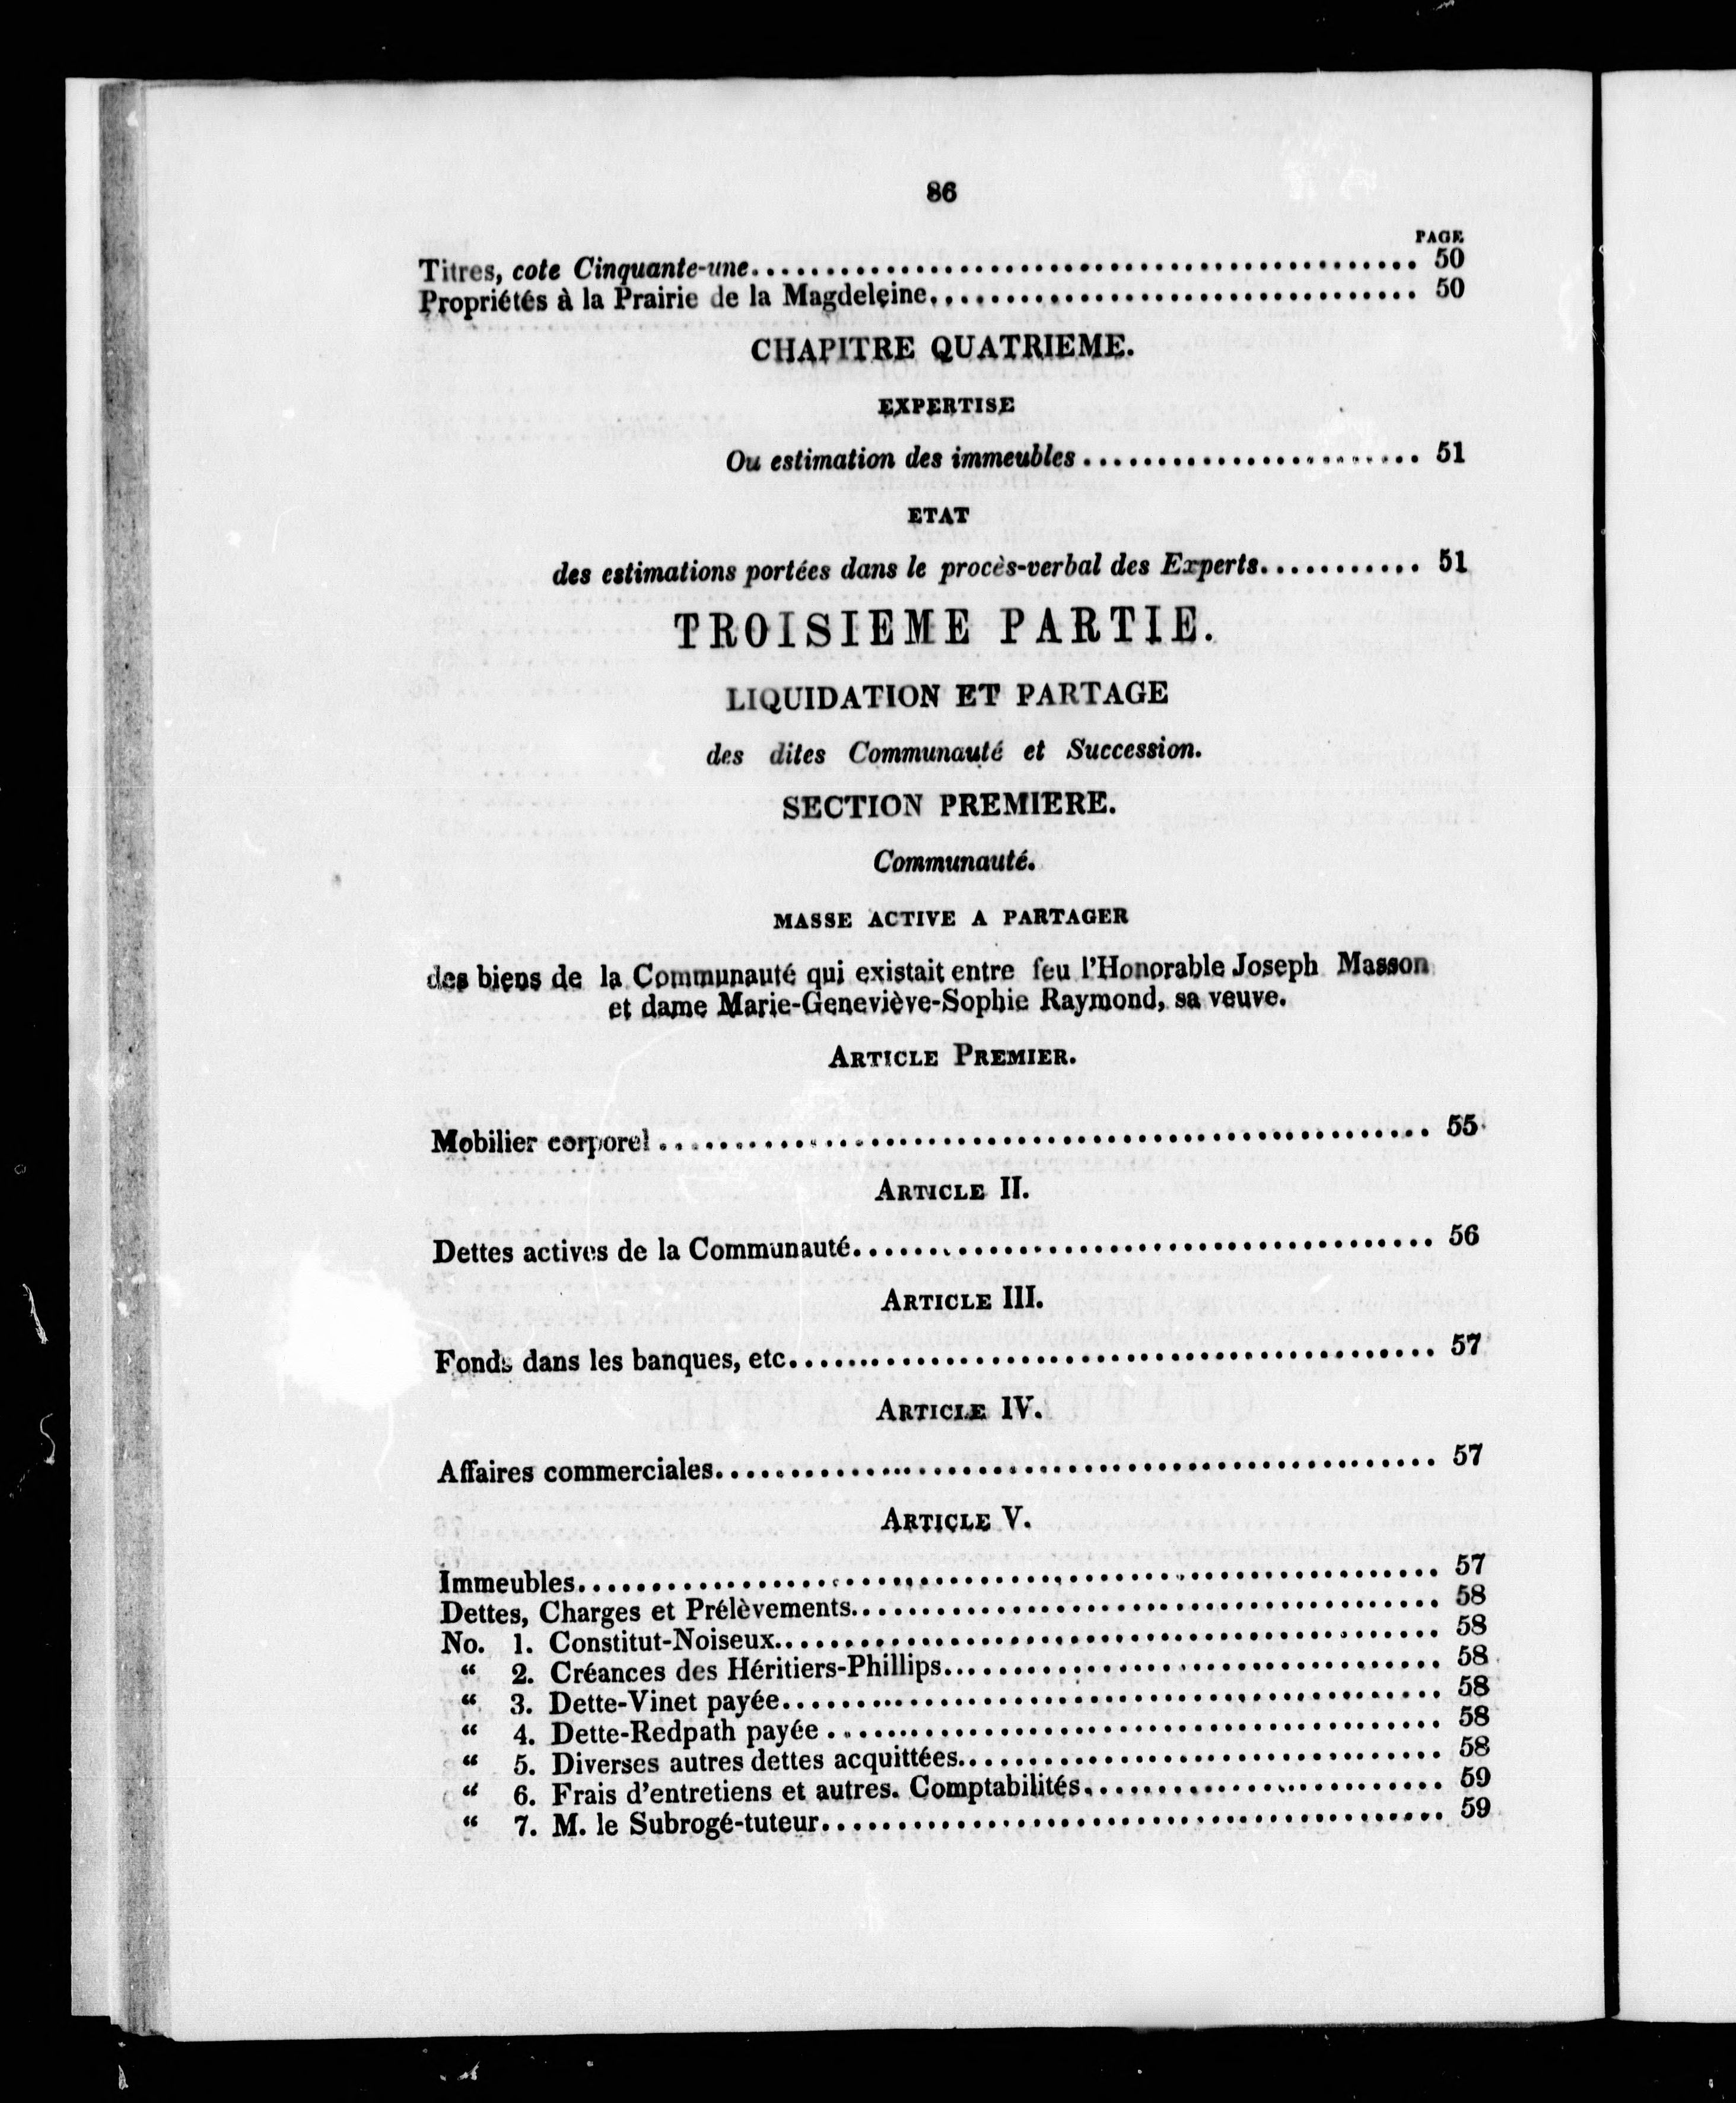 86
PAGE
Titres, cote Cinquante-une........ 50
Propriétés à la Prairie de la Magdeleine........ 50
CHAPITRE QUATRIEME.
EXPERTISE
Ou estimation des immeubles ........ 51
ETAT
des estimations portées dans le procès-verbal des Experts........ 51
TROISIEME PARTIE.
LIQUIDATION ET PARTAGE
des dites Communauté et Succession.
SECTION PREMIERE.
Communauté.
MASSE ACTIVE A PARTAGER
des biens de la Communauté qui existait entre feu l'Honorable Joseph Masson
et dame Marie-Geneviève-Sophie Raymond, sa veuve.
ARTICLE PREMIER.
Mobilier corporel ........ 55
ARTICLE II.
Dettes actives de la Communauté........ 56
ARTICLE III.
Fonds dans les banques, etc........ 57
ARTICLE IV.
Affaires commerciales........ 57
ARTICLE V.
Immeubles........ 57
Dettes, Charges et Prélèvements........ 58
No. 1. Constitut-Noiseux........ 58
“ 2. Créances des Héritiers-Phillips........ 58
“ 3. Dette-Vinet payée........ 58
“ 4. Dette-Redpath payée ........ 58
“ 5. Diverses autres dettes acquittées........ 58
“ 6. Frais d'entretiens et autres. Comptabilités........ 59
“ 7. M. le Subrogé-tuteur........ 59